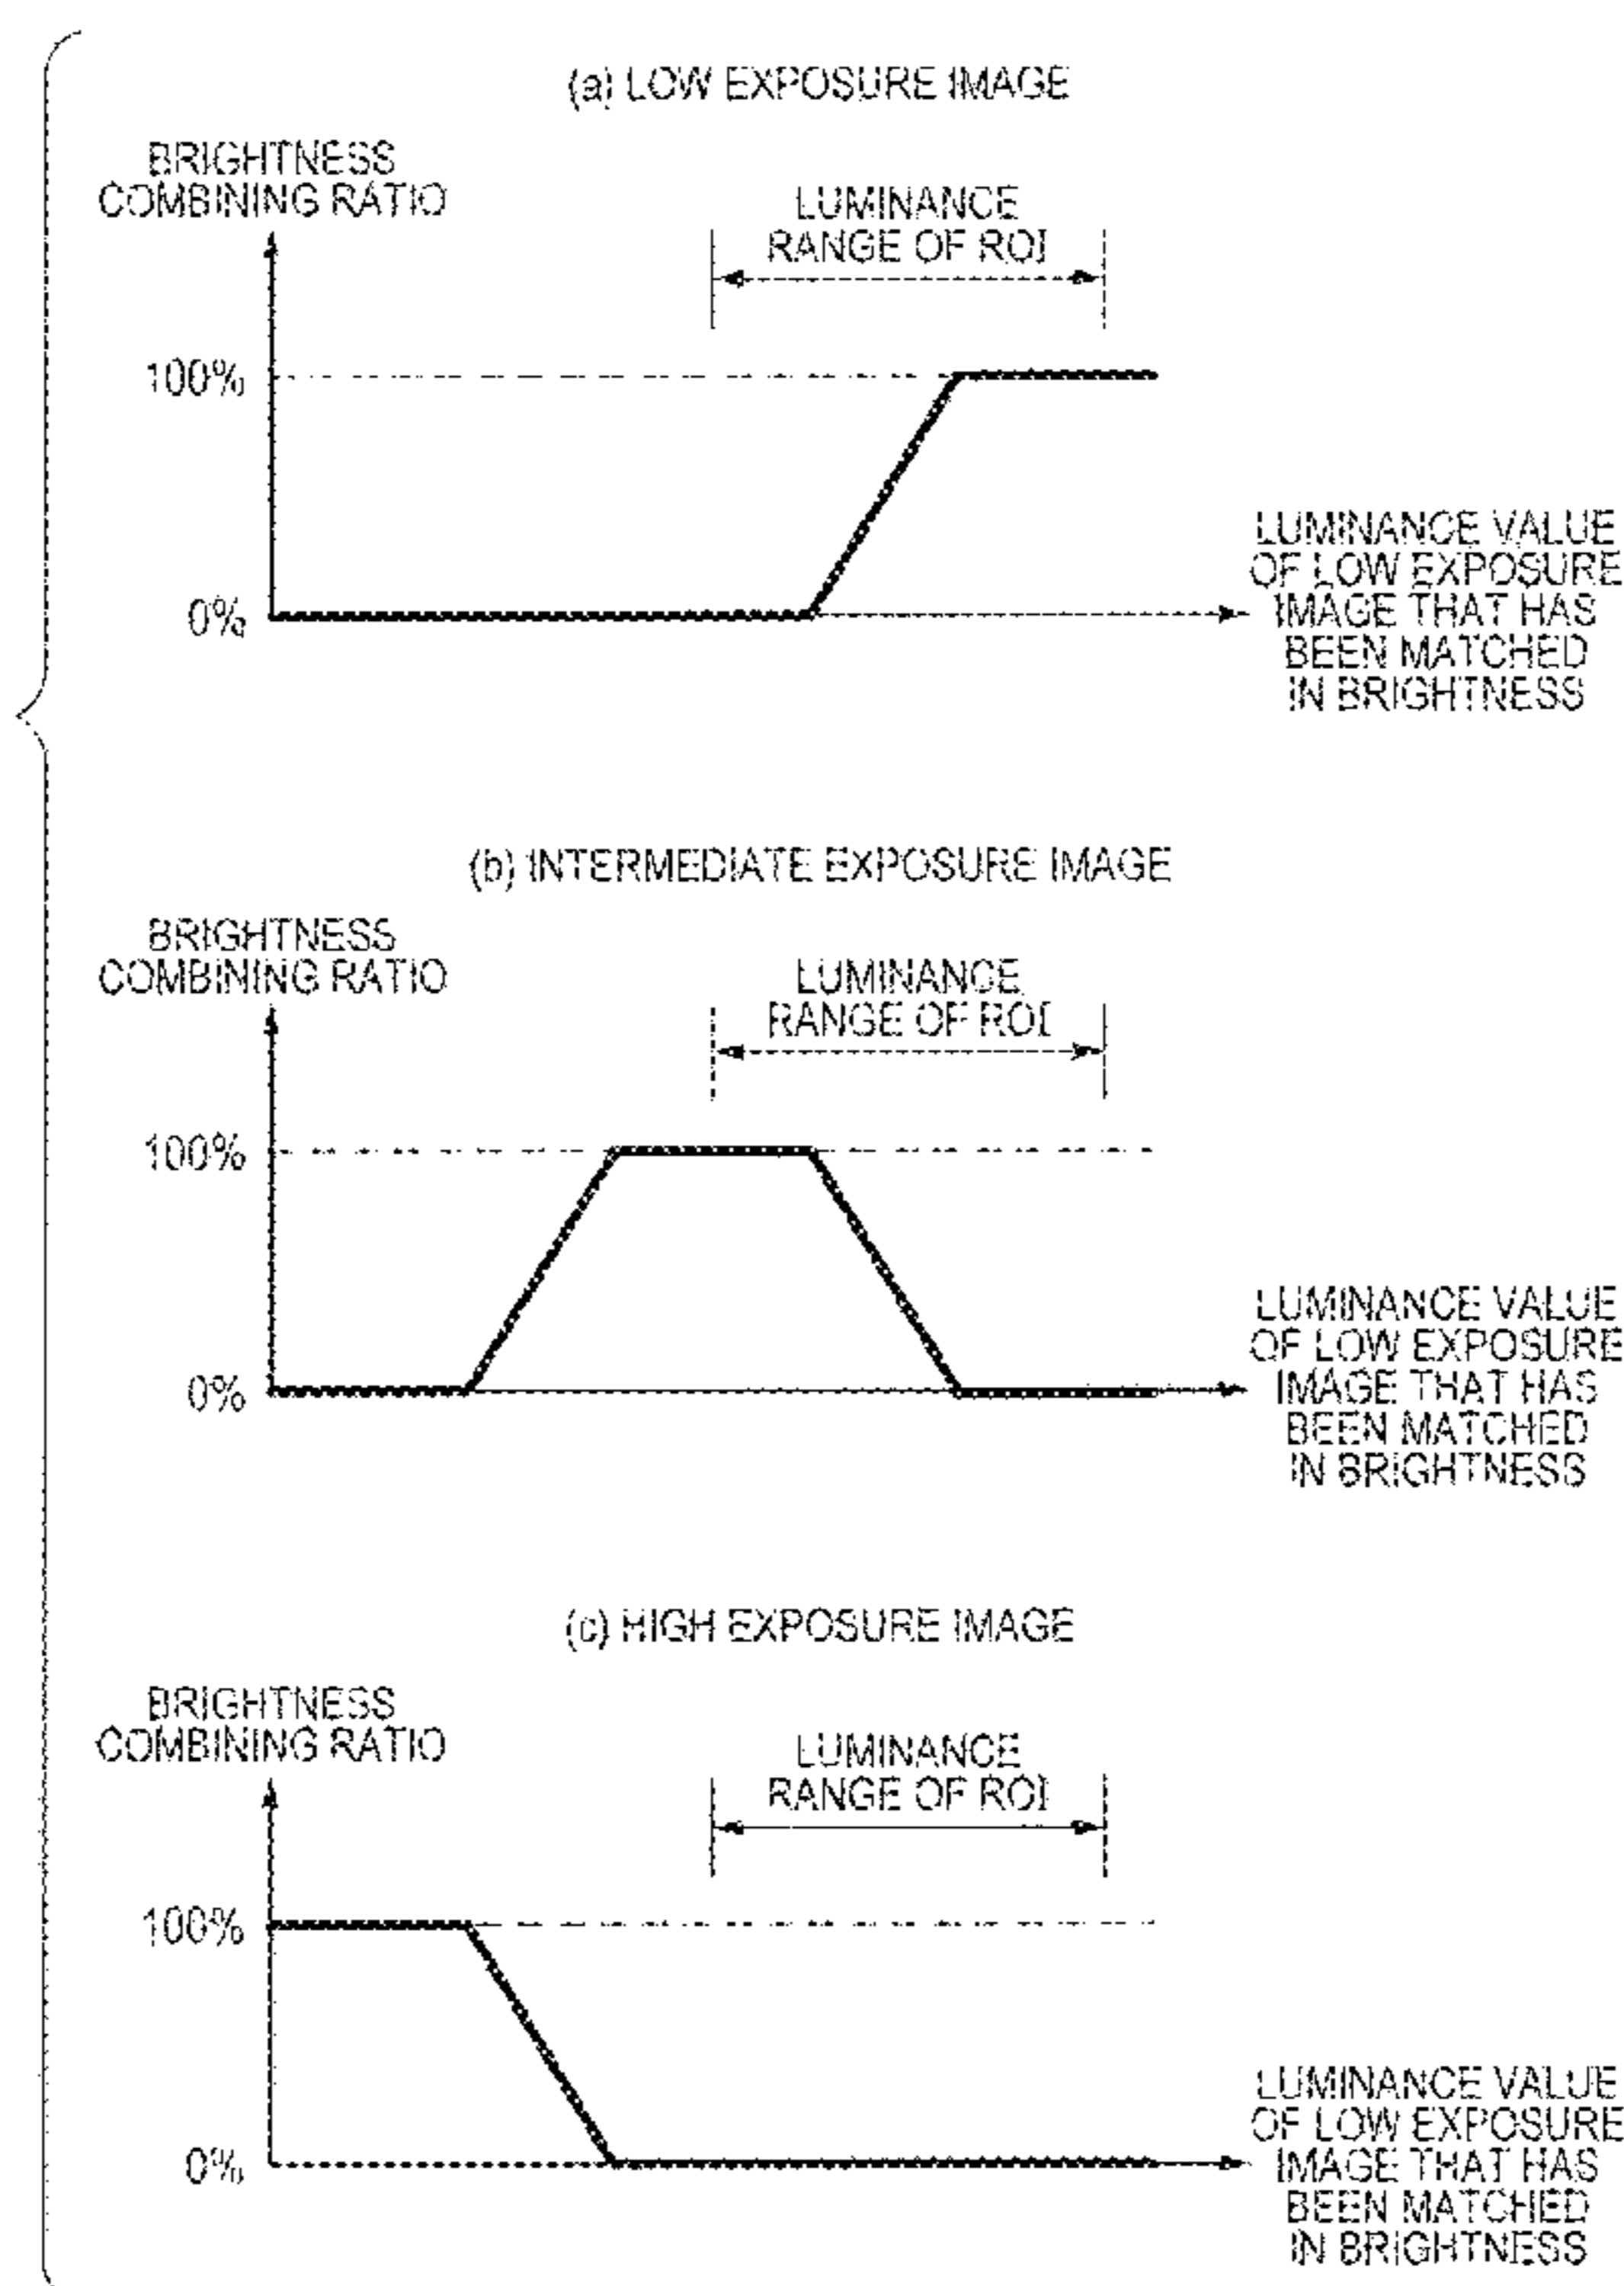 (a) LOW EXPOSURE IMAGE
BRIGHTNESS
COMBINING RATIO
LUMINANCE
RANGE OF ROI
100%
0%
LUMINANCE VALUE
OF LOW EXPOSURE
IMAGE THAT HAS
BEEN MATCHED
IN BRIGHTNESS
(b) INTERMEDIATE EXPOSURE IMAGE
BRIGHTNESS
COMBINING RATIO
LUMINANCE
RANGE OF ROI
100%
0%
LUMINANCE VALUE
OF LOW EXPOSURE
IMAGE THAT HAS
BEEN MATCHED
IN BRIGHTNESS
(c) HIGH EXPOSURE IMAGE
BRIGHTNESS
COMBINING RATIO
LUMINANCE
RANGE OF ROI
100%
0%
LUMINANCE VALUE
OF LOW EXPOSURE
IMAGE THAT HAS
BEEN MATCHED
IN BRIGHTNESS